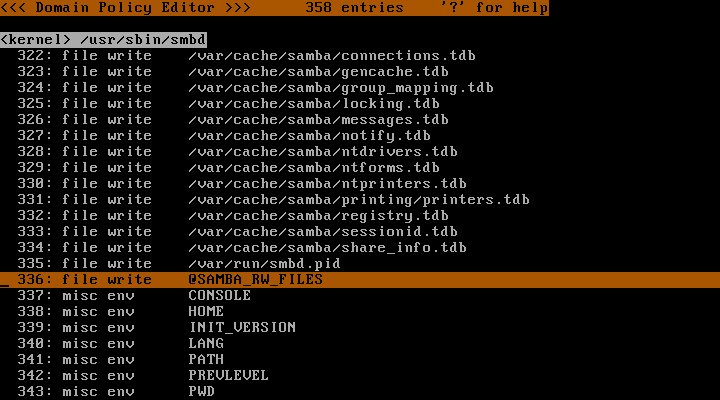 <<< Domain Policy Editor >>>      358 entries    '?' for help
<kernel> /usr/sbin/smbd
322: file write    /var/cache/samba/connections.tdb
323: file write    /var/cache/samba/gencache.tdb
324: file write    /var/cache/samba/group_mapping.tdb
325: file write    /var/cache/samba/locking.tdb
326: file write    /var/cache/samba/messages.tdb
327: file write    /var/cache/samba/notify.tdb
328: file write    /var/cache/samba/ntdrivers.tdb
329: file write    /var/cache/samba/ntforms.tdb
330: file write    /var/cache/samba/ntprinters.tdb
331: file write    /var/cache/samba/printing/printers.tdb
332: file write    /var/cache/samba/registry.tdb
333: file write    /var/cache/samba/sessionid.tdb
334: file write    /var/cache/samba/share_info.tdb
335: file write    /var/run/smbd.pid
336: file write    @SAMBA_RW_FILES
337: misc env      CONSOLE
338: misc env      HOME
339: misc env      INIT_VERSION
340: misc env      LANG
341: misc env      PATH
342: misc env      PREVLEVEL
343: misc env      PWD